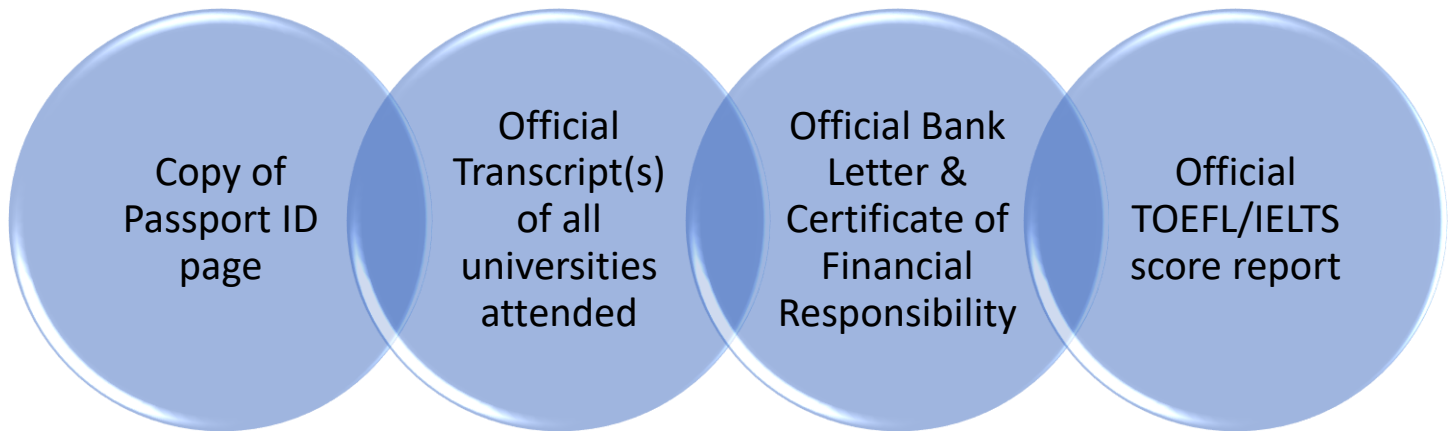 Copy of
Passport ID
page
Official
Transcript(s)
of all
universities
attended
Official Bank
Letter &
Certificate of
Financial
Responsibility
Official
TOEFL/IELTS
score report